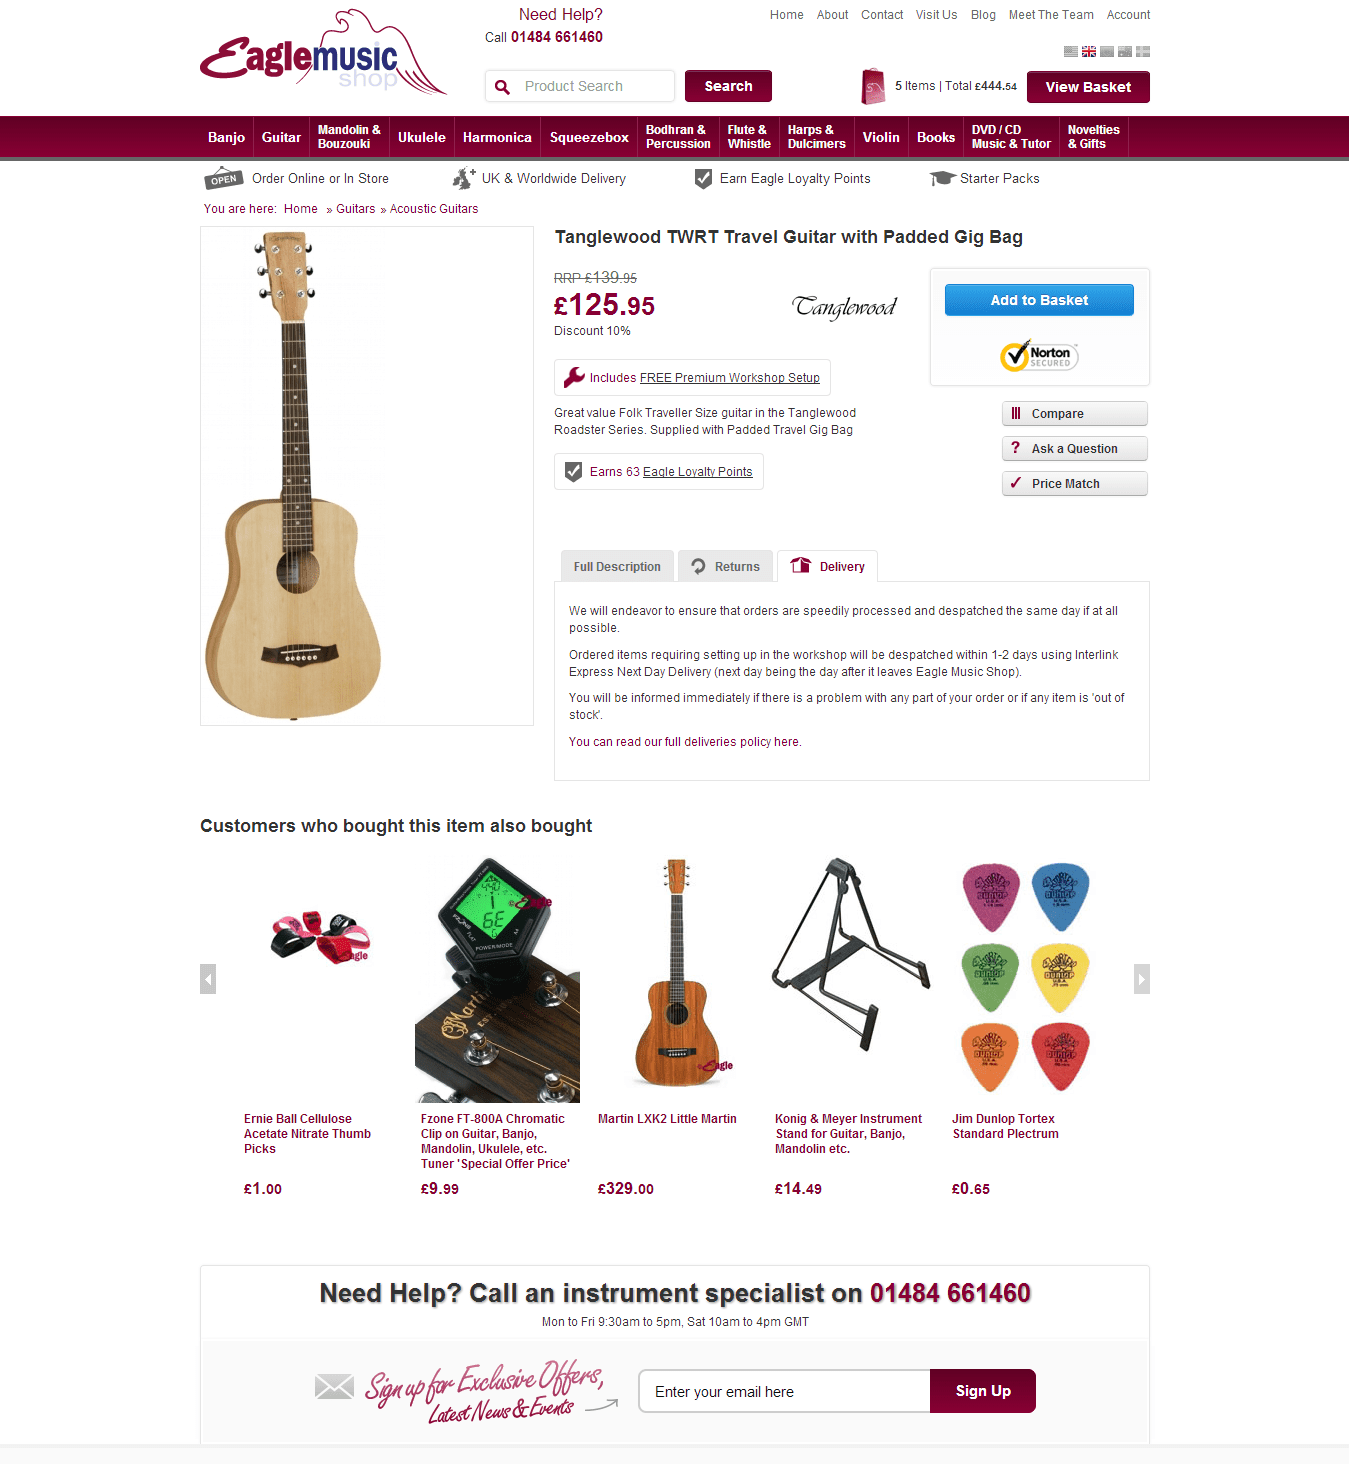 Eaglemusic
shop
Need Help?
Call 01484 661460
Home About Contact Visit Us Blog Meet The Team Account
Product Search
Search
5 Items | Total £444.54
View Basket
Banjo
Guitar
Mandolin &
Bouzouki
Ukulele
Harmonica
Squeezebox
Bodhran &
Percussion
Flute &
Whistle
Harps &
Dulcimers
Violin
Books
DVD / CD
Music & Tutor
Novelties
& Gifts
OPEN
Order Online or In Store
UK & Worldwide Delivery
Earn Eagle Loyalty Points
Starter Packs
You are here: Home » Guitars » Acoustic Guitars
Tanglewood TWRT Travel Guitar with Padded Gig Bag
RRP £139.95
£125.95
Discount 10%
Tanglewood
Add to Basket
Norton
SECURED
Includes FREE Premium Workshop Setup
Great value Folk Traveller Size guitar in the Tanglewood
Roadster Series. Supplied with Padded Travel Gig Bag
Earns 63 Eagle Loyalty Points
Compare
? Ask a Question
Price Match
Full Description
Returns
Delivery
We will endeavor to ensure that orders are speedily processed and despatched the same day if at all
possible.
Ordered items requiring setting up in the workshop will be despatched within 1-2 days using Interlink
Express Next Day Delivery (next day being the day after it leaves Eagle Music Shop).
You will be informed immediately if there is a problem with any part of your order or if any item is 'out of
stock'.
You can read our full deliveries policy here.
Customers who bought this item also bought
Eagle
440
6E
FLAT
POWER/MODE
©Eagle
Martin
EST.
Eagle
TORTEX
DUNLOP
U.S.A.
Ernie Ball Cellulose
Acetate Nitrate Thumb
Picks
£1.00
Fzone FT-800A Chromatic
Clip on Guitar, Banjo,
Mandolin, Ukulele, etc.
Tuner 'Special Offer Price'
£9.99
Martin LXK2 Little Martin
£329.00
Konig & Meyer Instrument
Stand for Guitar, Banjo,
Mandolin etc.
£14.49
Jim Dunlop Tortex
Standard Plectrum
£0.65
Need Help? Call an instrument specialist on 01484 661460
Mon to Fri 9:30am to 5pm, Sat 10am to 4pm GMT
Sign up for Exclusive Offers,
Latest News & Events
Enter your email here
Sign Up